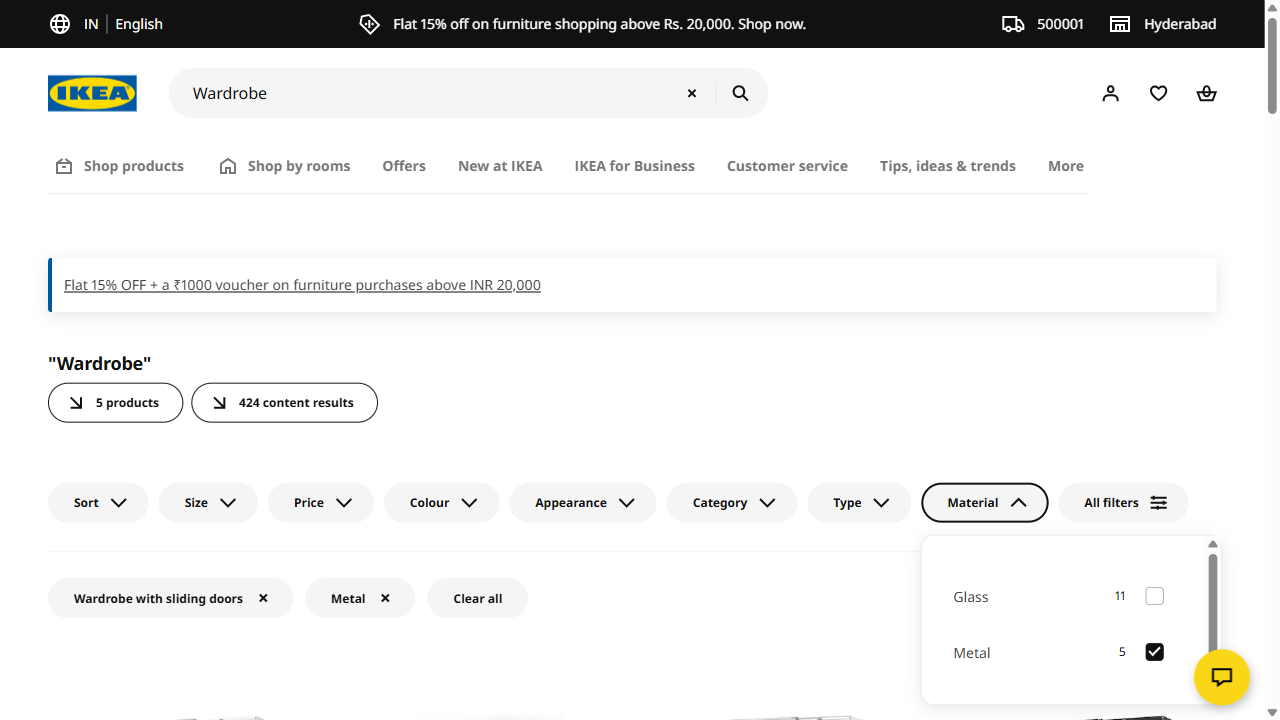 IN | English
Flat 15% off on furniture shopping above Rs. 20,000. Shop now.
500001
Hyderabad
IKEA
Wardrobe
Shop products
Shop by rooms
Offers
New at IKEA
IKEA for Business
Customer service
Tips, ideas & trends
More
Flat 15% OFF + a ₹1000 voucher on furniture purchases above INR 20,000
"Wardrobe"
5 products
424 content results
Sort
Size
Price
Colour
Appearance
Category
Type
Material
All filters
Wardrobe with sliding doors
Metal
Clear all
Glass 11
Metal 5